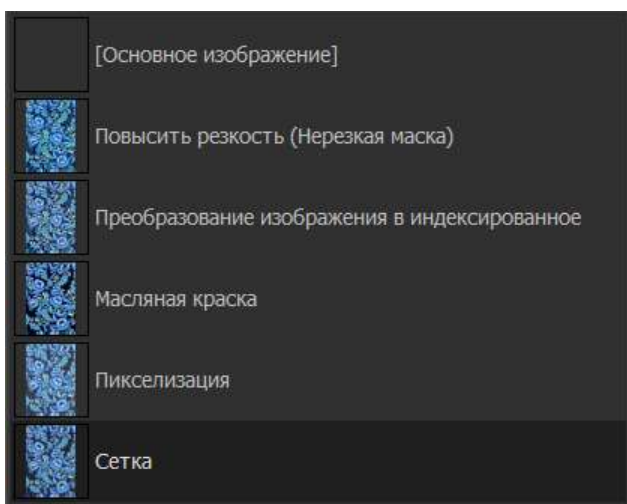 [Основное изображение]
Повысить резкость (Нерезкая маска)
Преобразование изображения в индексированное
Масляная краска
Пикселизация
Сетка